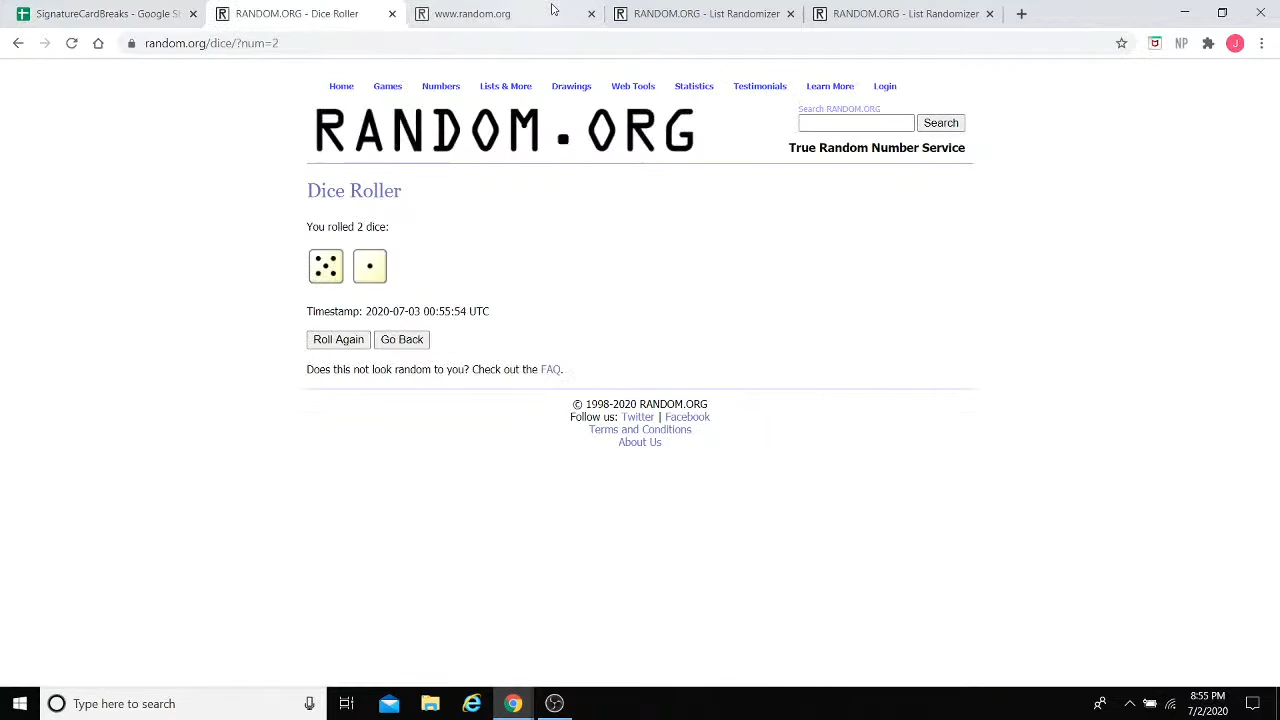 SignatureCardBreaks - Google S
RANDOM.ORG - Dice Roller
www.random.org
RANDOM.ORG - List Randomizer
RANDOM.ORG - List Randomizer
random.org/dice/?num=2
NP
J
Home Games Numbers Lists & More Drawings Web Tools Statistics Testimonials Learn More Login
RANDOM.ORG
Search RANDOM.ORG
Search
True Random Number Service
Dice Roller
You rolled 2 dice:
Timestamp: 2020-07-03 00:55:54 UTC
Roll Again Go Back
Does this not look random to you? Check out the FAQ.
© 1998-2020 RANDOM.ORG
Follow us: Twitter | Facebook
Terms and Conditions
About Us
Type here to search
8:55 PM
7/2/2020